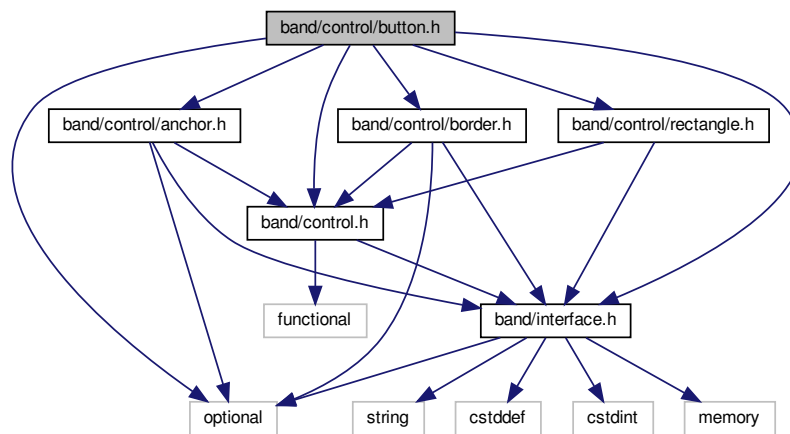 band/control/button.h
band/control/anchor.h
band/control/border.h
band/control/rectangle.h
band/control.h
functional
band/interface.h
optional
string
cstddef
cstdint
memory